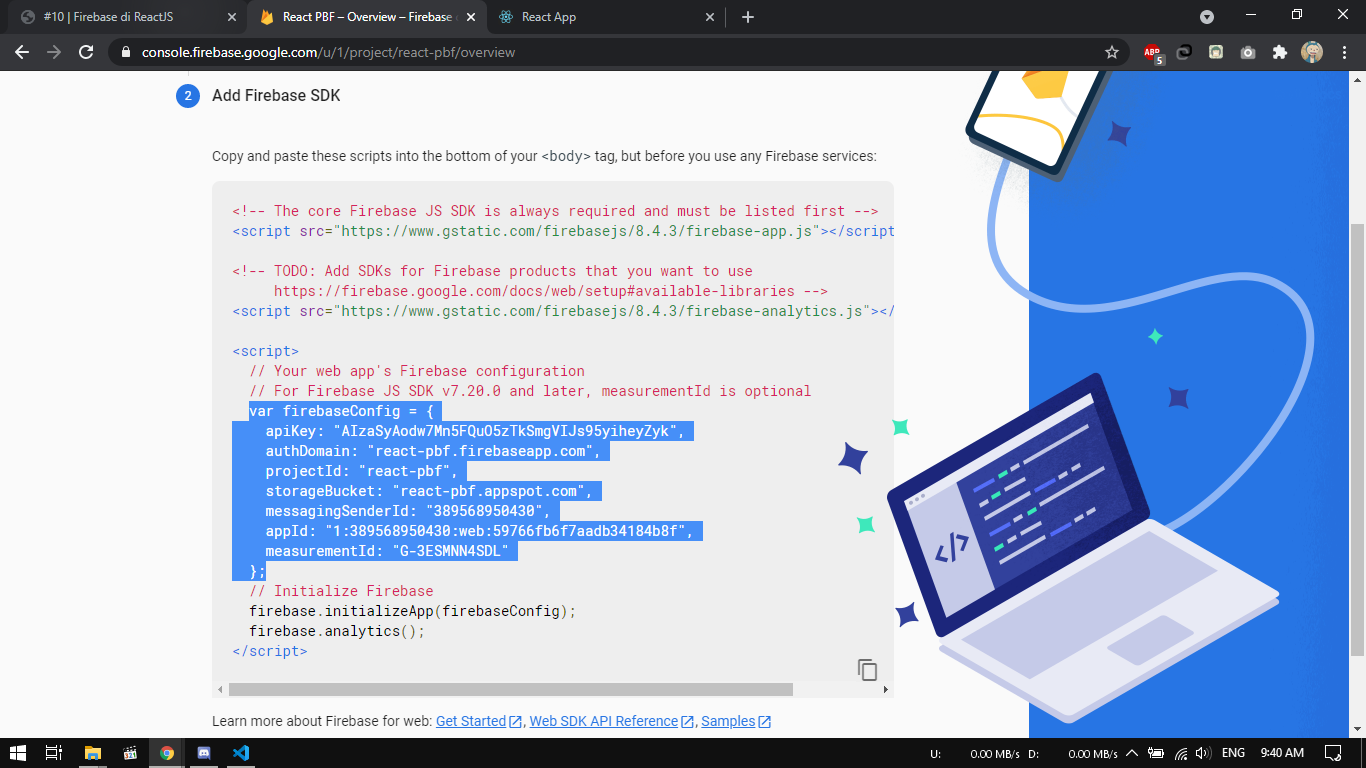 #10 | Firebase di ReactJS
React PBF – Overview – Firebase
React App
console.firebase.google.com/u/1/project/react-pbf/overview
ABP
5
2 Add Firebase SDK
Copy and paste these scripts into the bottom of your <body> tag, but before you use any Firebase services:
<!-- The core Firebase JS SDK is always required and must be listed first -->
<script src="https://www.gstatic.com/firebasejs/8.4.3/firebase-app.js"></script
<!-- TODO: Add SDKs for Firebase products that you want to use
https://firebase.google.com/docs/web/setup#available-libraries -->
<script src="https://www.gstatic.com/firebasejs/8.4.3/firebase-analytics.js"></
<script>
// Your web app's Firebase configuration
// For Firebase JS SDK v7.20.0 and later, measurementId is optional
var firebaseConfig = {
apiKey: "AIzaSyAodw7Mn5FQuO5zTkSmgVIJs95yiheyZyk",
authDomain: "react-pbf.firebaseapp.com",
projectId: "react-pbf",
storageBucket: "react-pbf.appspot.com",
messagingSenderId: "389568950430",
appId: "1:389568950430:web:59766fb6f7aadb34184b8f",
measurementId: "G-3ESMNN4SDL"
};
// Initialize Firebase
firebase.initializeApp(firebaseConfig);
firebase.analytics();
</script>
</>
Learn more about Firebase for web: Get Started, Web SDK API Reference, Samples
U: 0.00 MB/s D: 0.00 MB/s ENG 9:40 AM